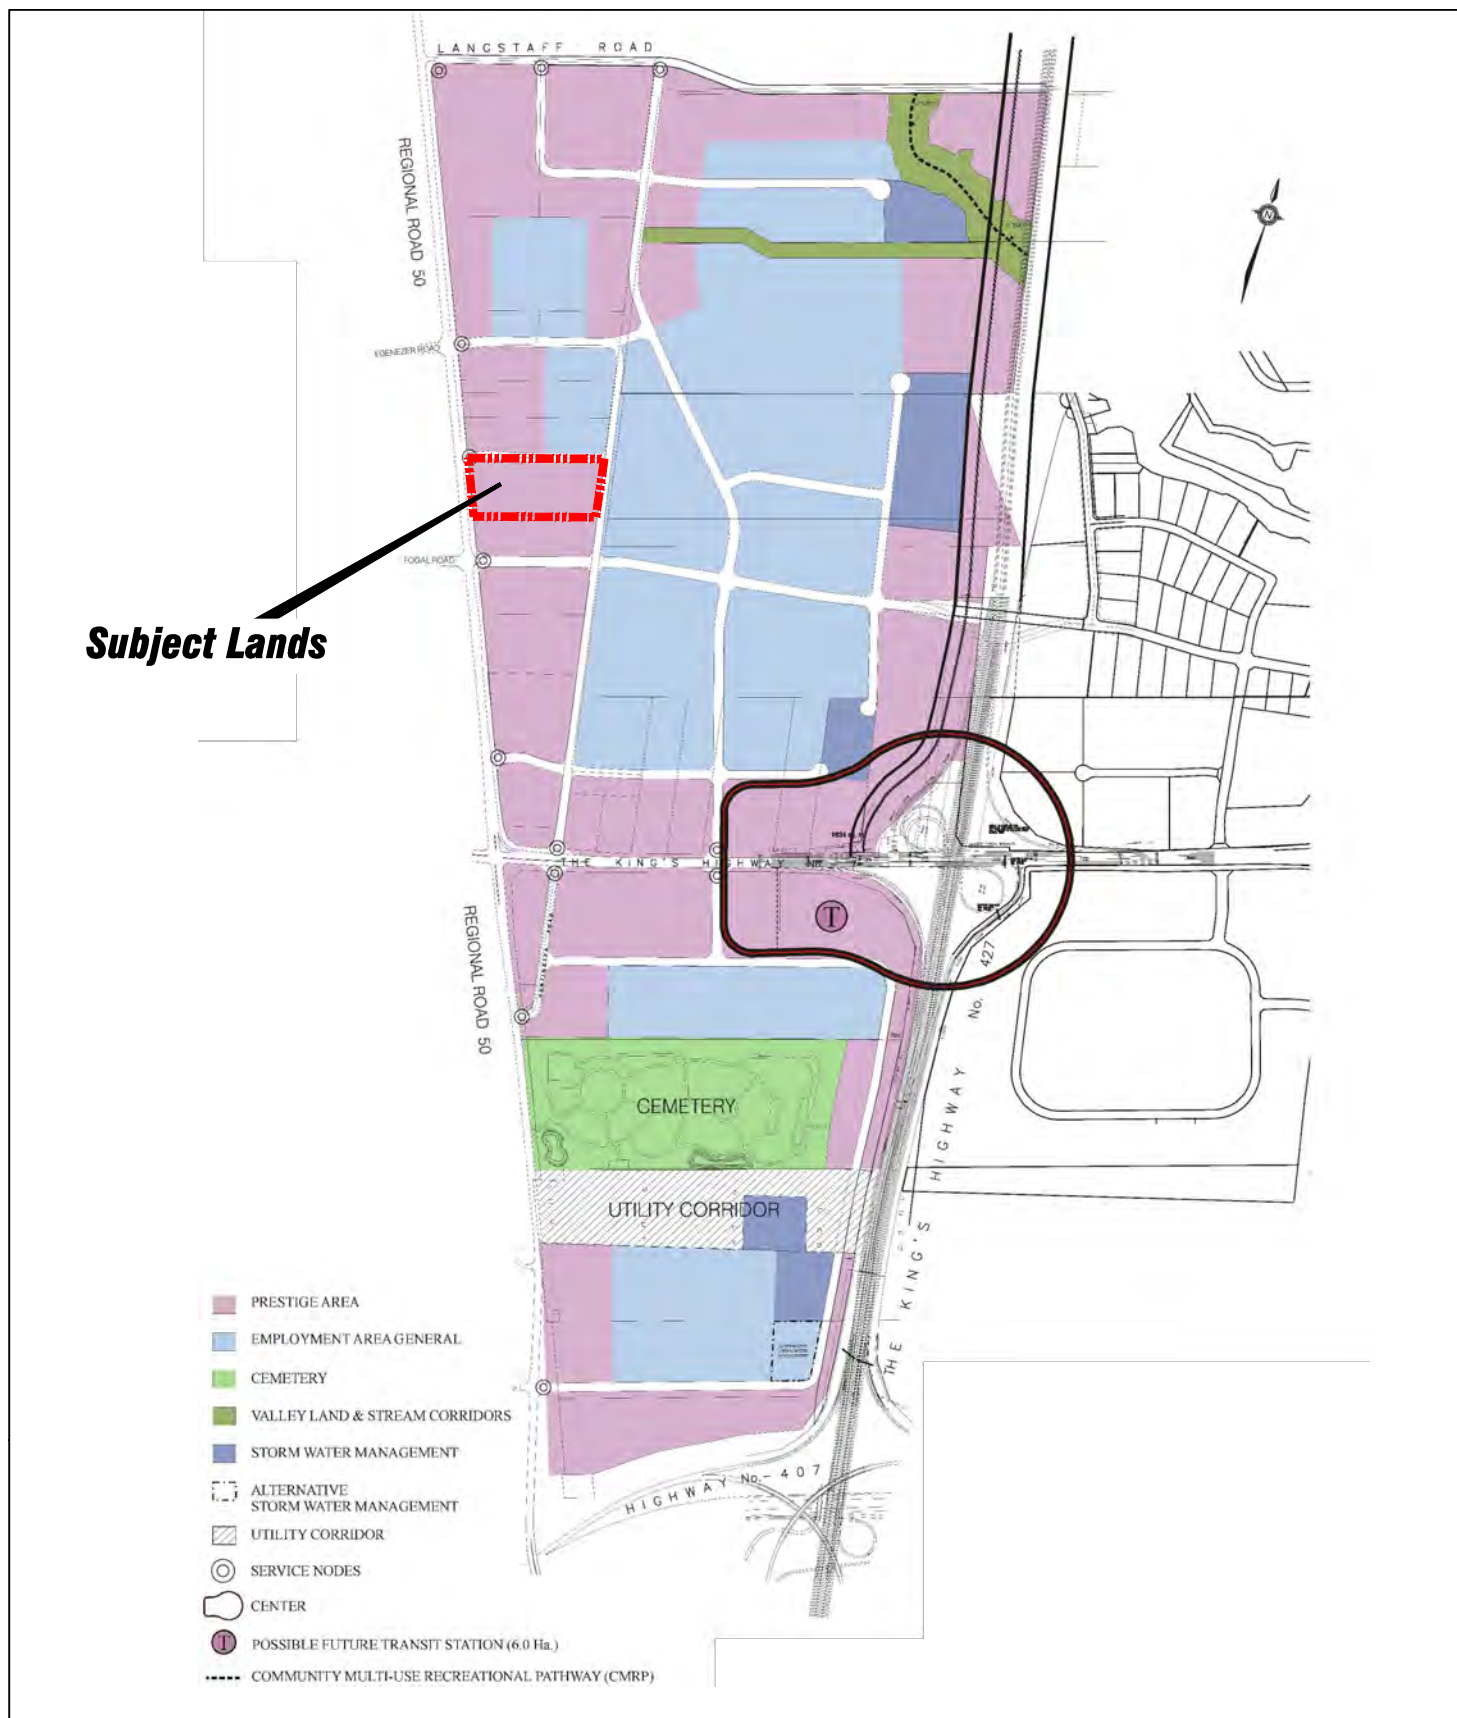 LANGSTAFF ROAD
REGIONAL ROAD 50
N
EBENEZER ROAD
FOGAL ROAD
Subject Lands
THE KING'S HIGHWAY No. 7
T
REGIONAL ROAD 50
THE KING'S HIGHWAY No. 427
CEMETERY
UTILITY CORRIDOR
HIGHWAY No.- 407
PRESTIGE AREA
EMPLOYMENT AREA GENERAL
CEMETERY
VALLEY LAND & STREAM CORRIDORS
STORM WATER MANAGEMENT
ALTERNATIVE
STORM WATER MANAGEMENT
UTILITY CORRIDOR
SERVICE NODES
CENTER
T
POSSIBLE FUTURE TRANSIT STATION (6.0 Ha.)
COMMUNITY MULTI-USE RECREATIONAL PATHWAY (CMRP)